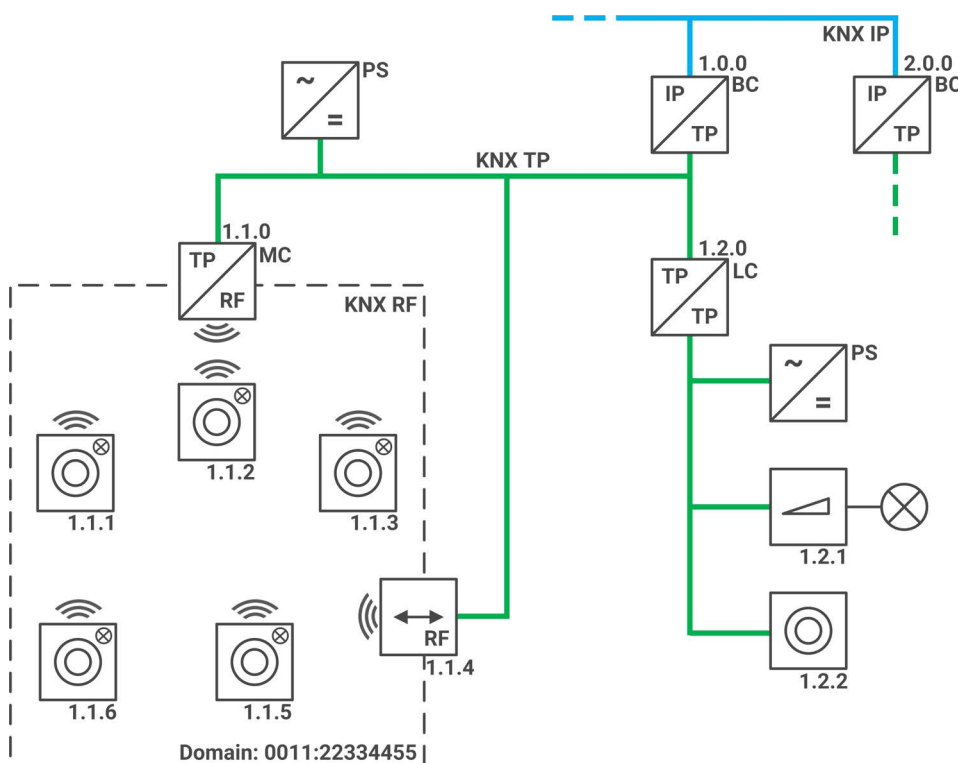 KNX IP
1.0.0
BC
IP
TP
2.0.0
BC
IP
TP
PS
~
=
KNX TP
1.1.0
MC
TP
RF
1.2.0
LC
TP
TP
KNX RF
PS
~
=
1.1.1
1.1.2
1.1.3
1.2.1
RF
1.1.4
1.1.6
1.1.5
1.2.2
Domain: 0011:22334455